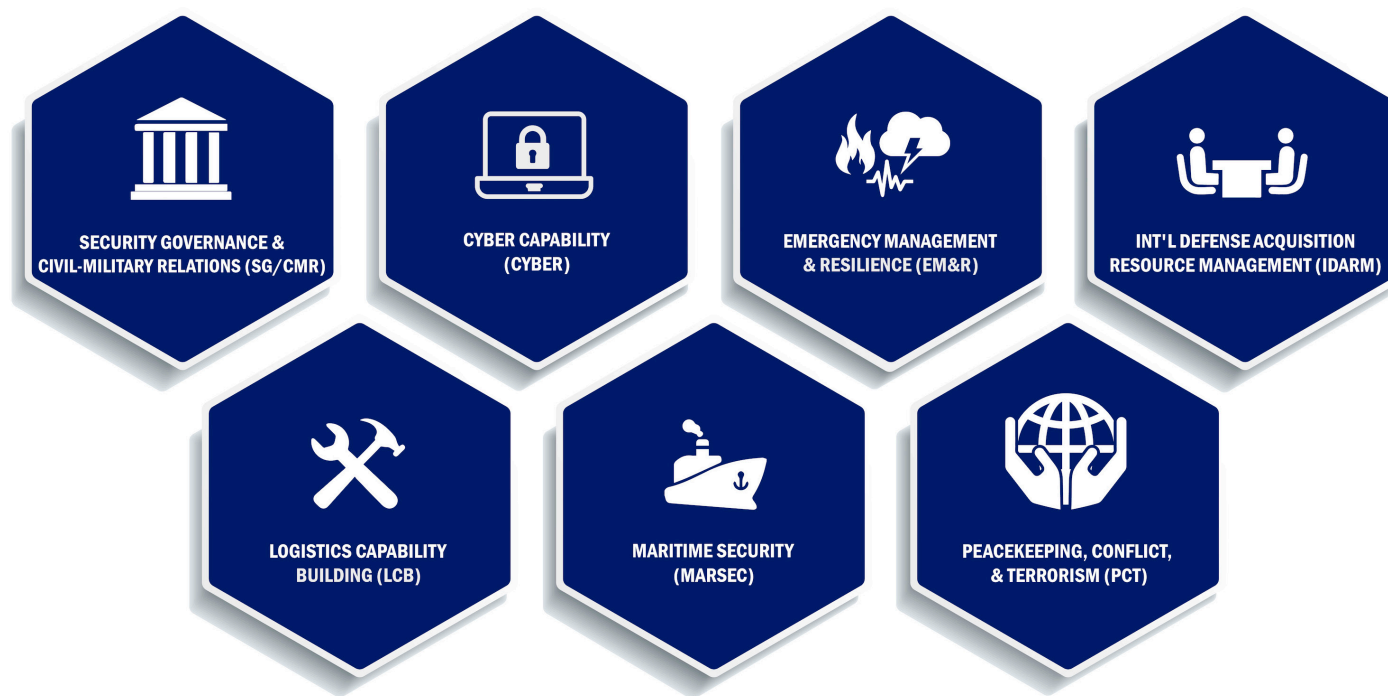 SECURITY GOVERNANCE &
CIVIL-MILITARY RELATIONS (SG/CMR)
CYBER CAPABILITY
(CYBER)
EMERGENCY MANAGEMENT
& RESILIENCE (EM&R)
INT'L DEFENSE ACQUISITION
RESOURCE MANAGEMENT (IDARM)
LOGISTICS CAPABILITY
BUILDING (LCB)
MARITIME SECURITY
(MARSEC)
PEACEKEEPING, CONFLICT,
& TERRORISM (PCT)